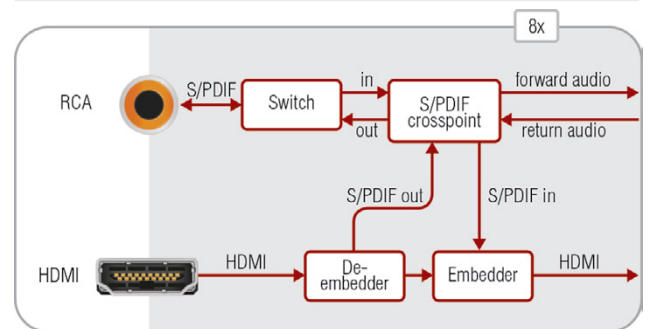 8x
RCA
S/PDIF
Switch
in
out
S/PDIF
crosspoint
forward audio
return audio
S/PDIF out
S/PDIF in
HDMI
HDMI
De-
embedder
Embedder
HDMI